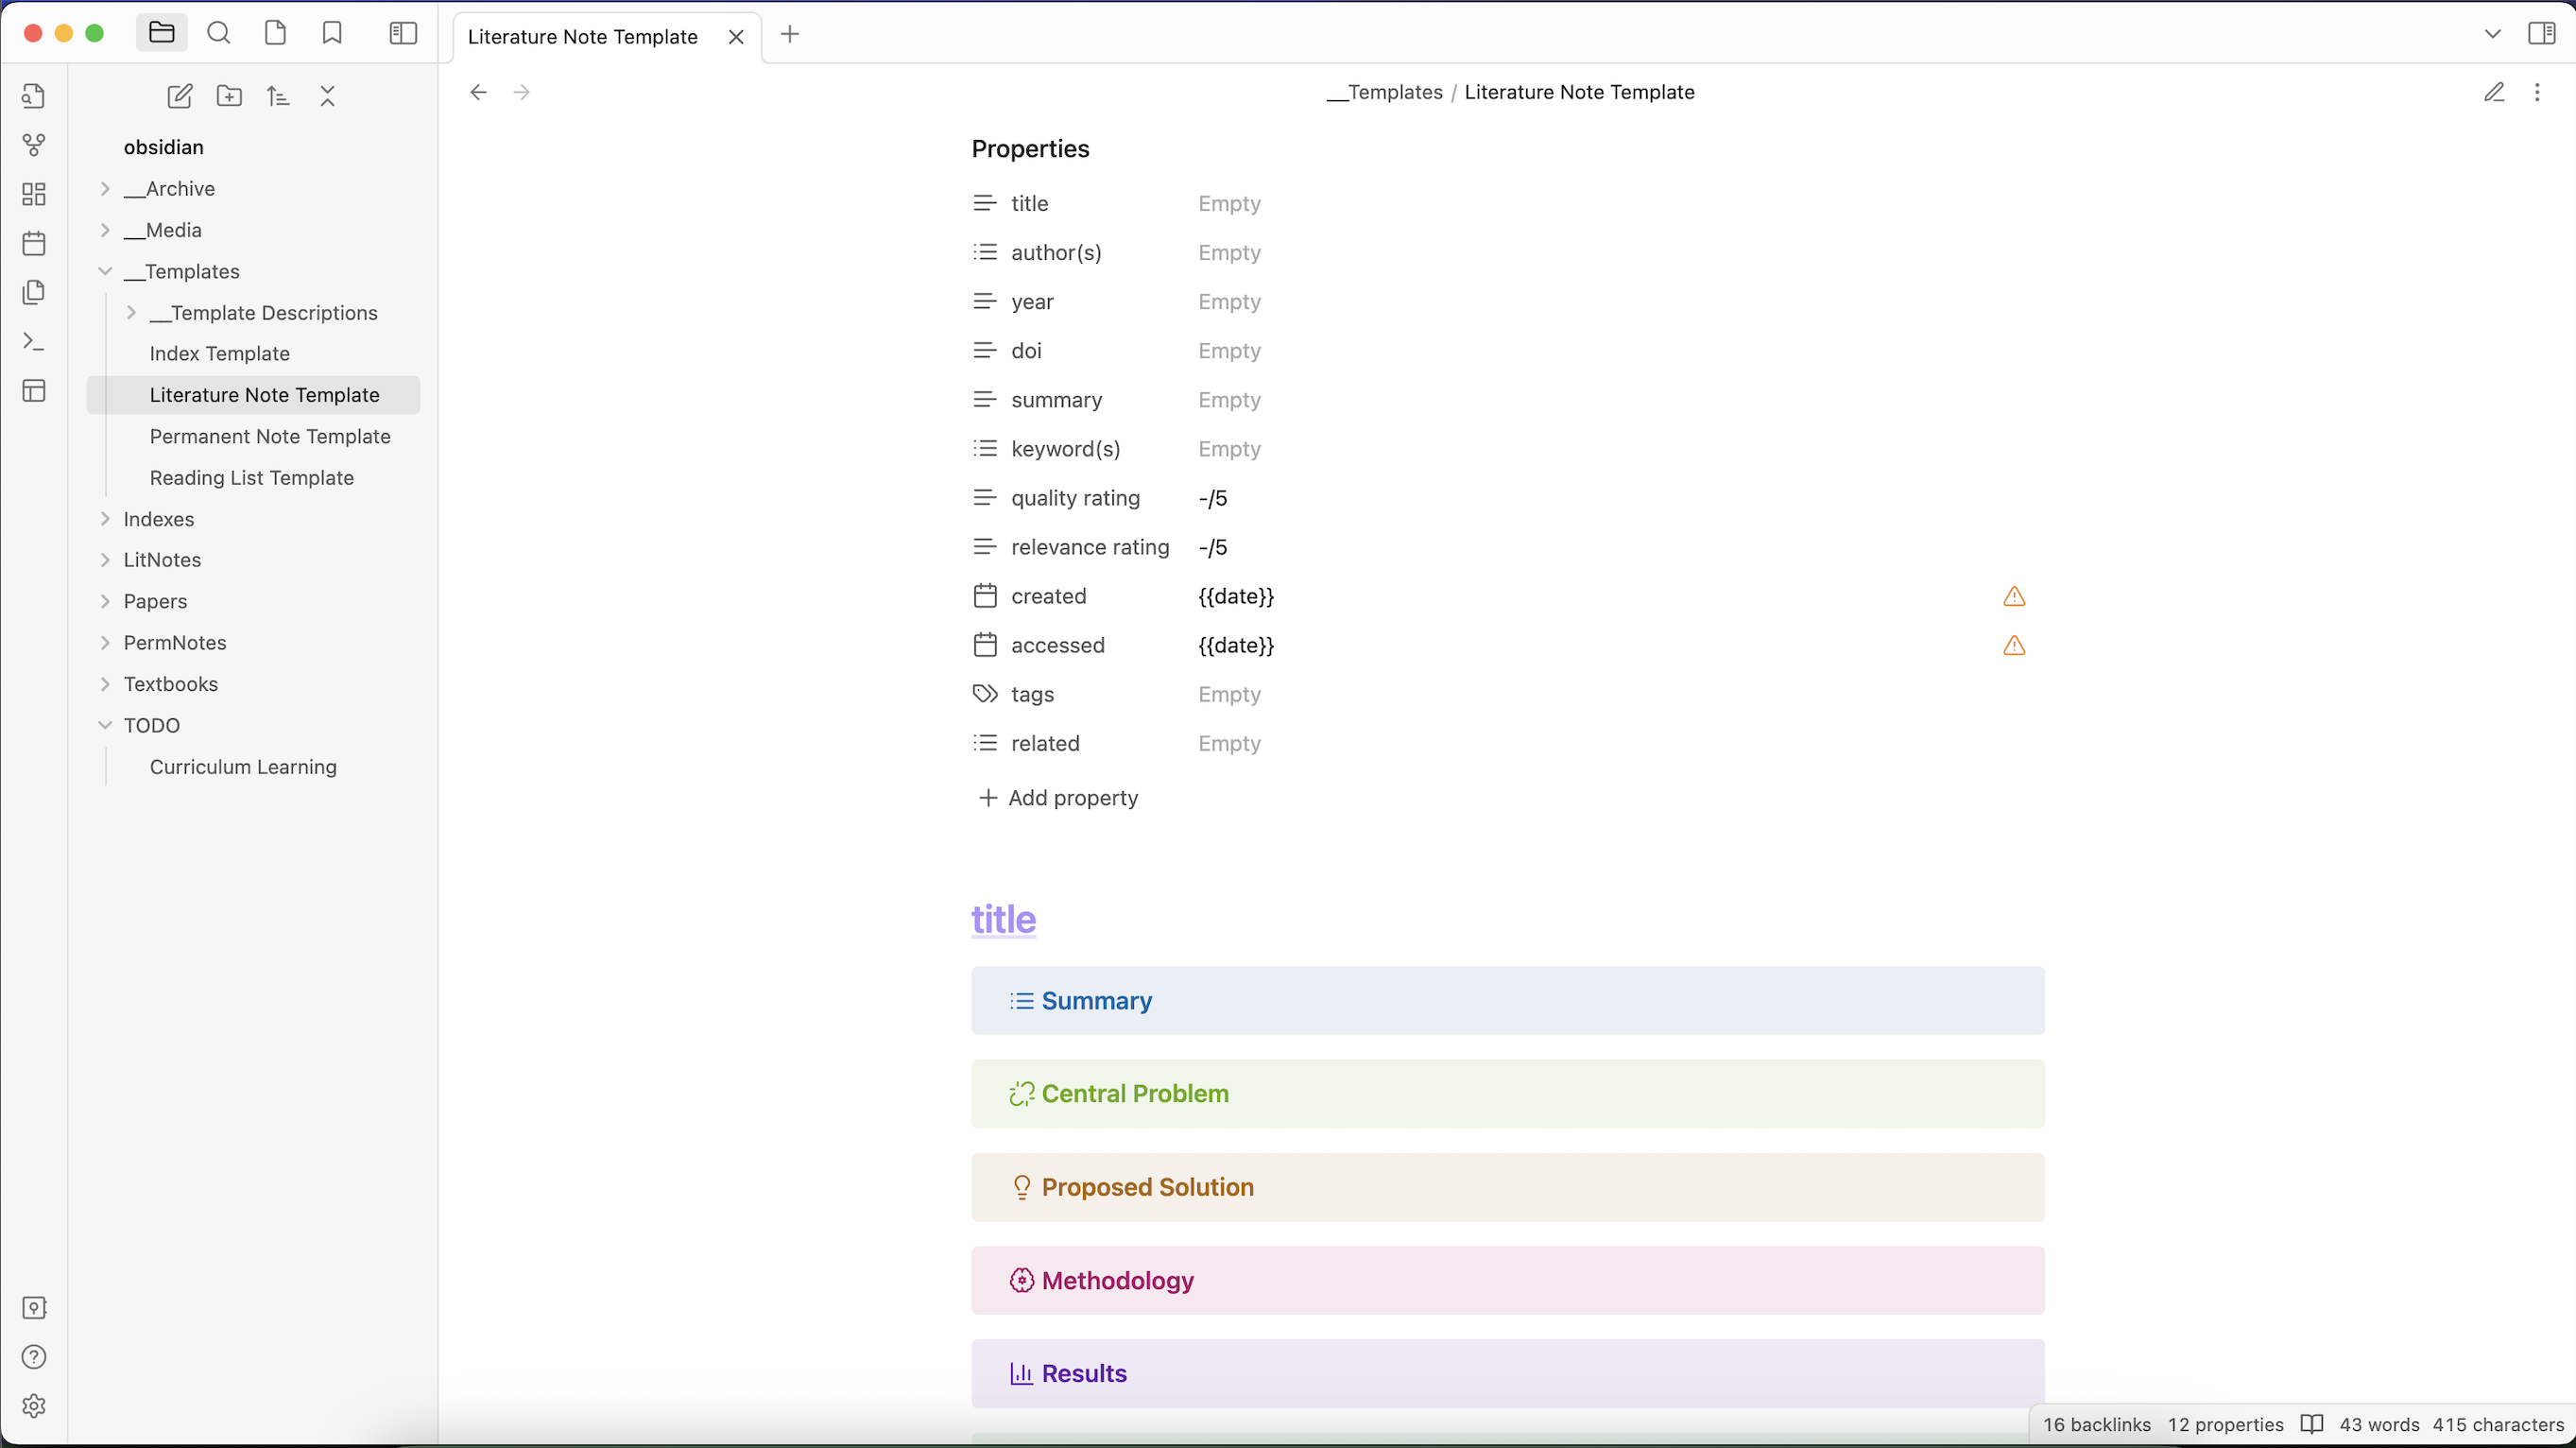 Literature Note Template
__Templates / Literature Note Template
obsidian
__Archive
__Media
__Templates
__Template Descriptions
Index Template
Literature Note Template
Permanent Note Template
Reading List Template
Indexes
LitNotes
Papers
PermNotes
Textbooks
TODO
Curriculum Learning
Properties
title Empty
author(s) Empty
year Empty
doi Empty
summary Empty
keyword(s) Empty
quality rating -/5
relevance rating -/5
created {{date}}
accessed {{date}}
tags Empty
related Empty
Add property
title
Summary
Central Problem
Proposed Solution
Methodology
Results
16 backlinks 12 properties 43 words 415 characters